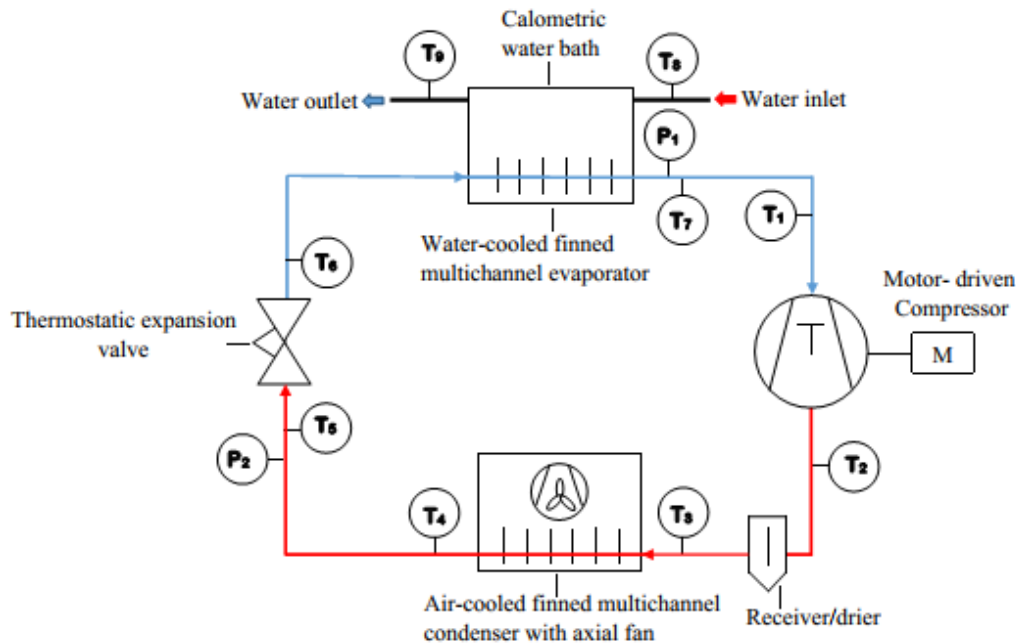 Calometric
water bath
T9
T8
Water outlet
Water inlet
P1
T7
T1
Water-cooled finned
multichannel evaporator
T6
Motor- driven
Compressor
Thermostatic expansion
valve
M
T5
P2
T2
T4
T3
Air-cooled finned multichannel
condenser with axial fan
Receiver/drier